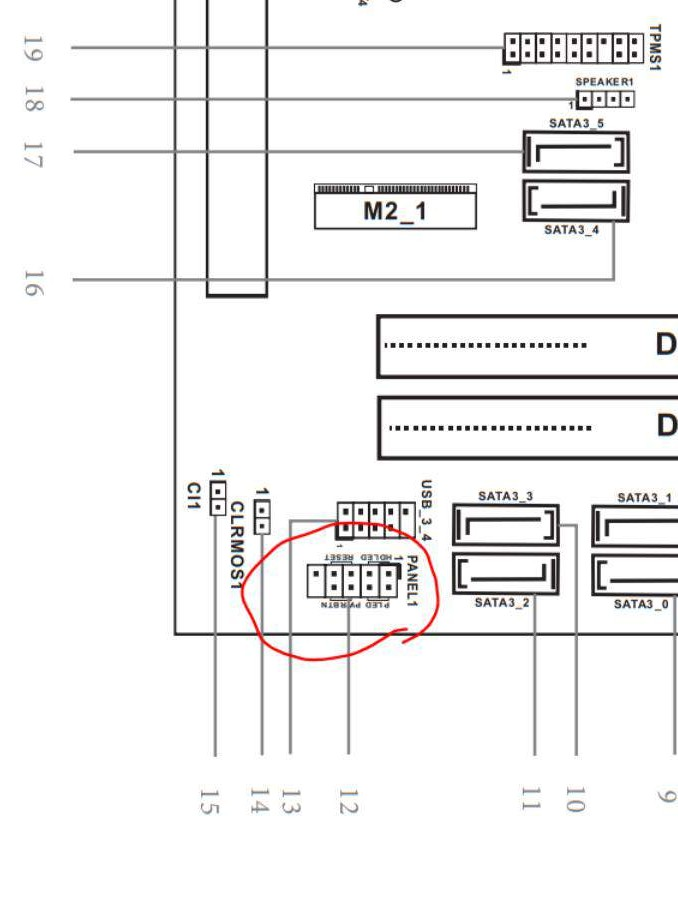 19
TPMS1
1
18
SPEAKER1
1
17
SATA3_5
M2_1
SATA3_4
16
D
D
CI1
1
CLRMOS1
1
USB_3_4
1
SATA3_3
SATA3_1
RESET
HDLED
1
PANEL1
PWRBTN
PLED
SATA3_2
SATA3_0
15
14
13
12
11
10
9